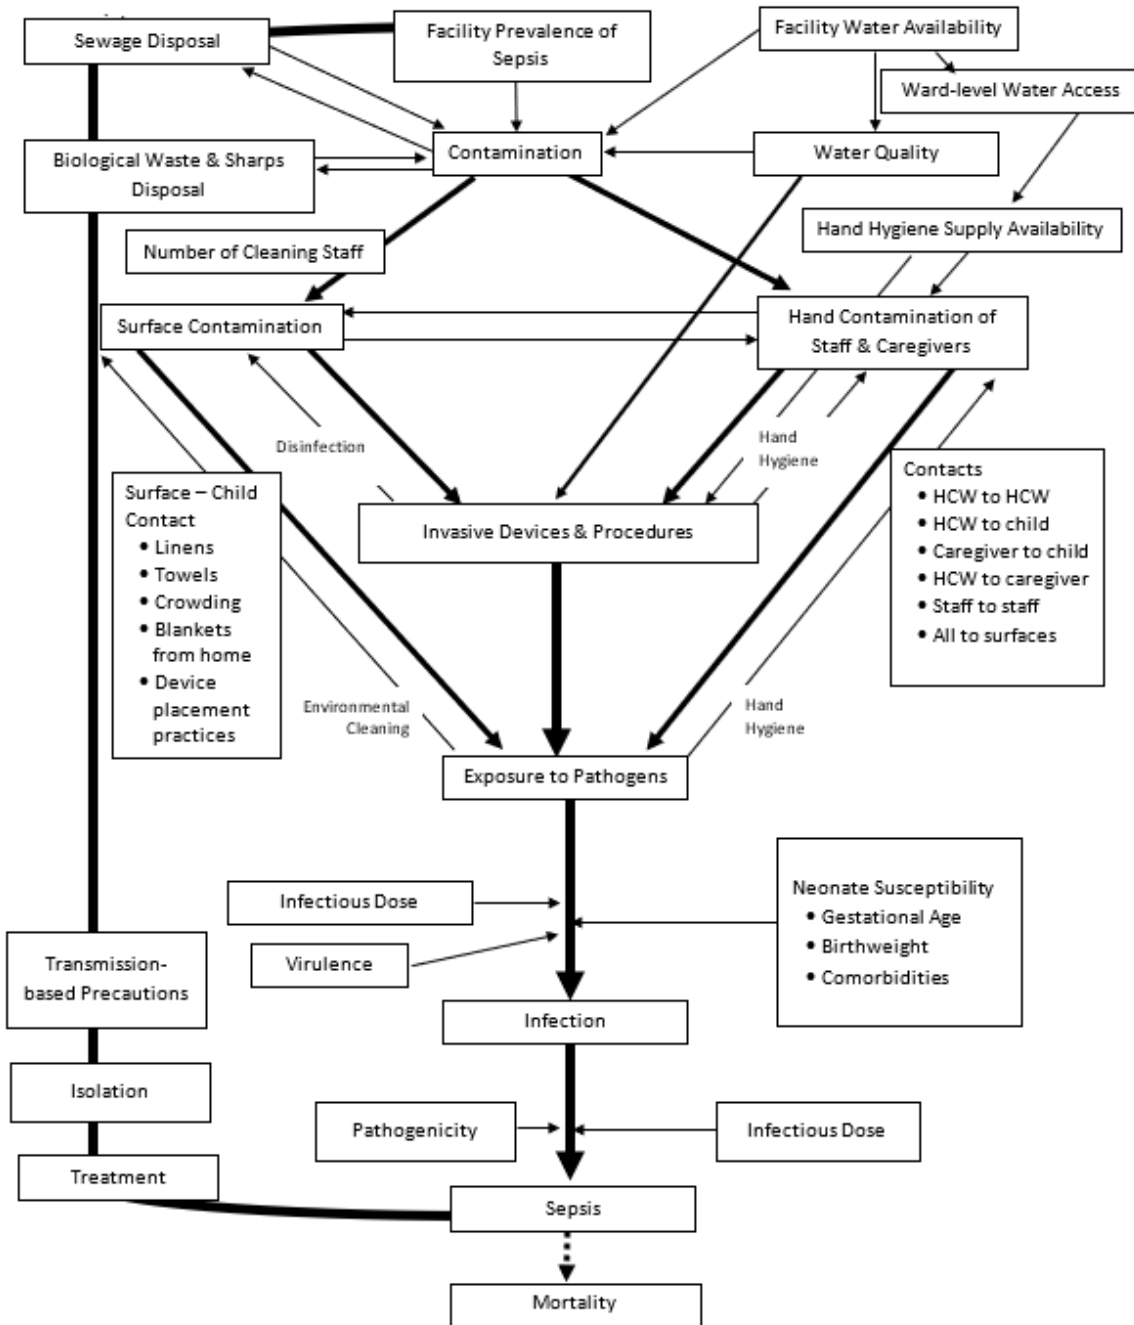 Sewage Disposal
Facility Prevalence of
Sepsis
Facility Water Availability
Ward-level Water Access
Biological Waste & Sharps
Disposal
Contamination
Water Quality
Number of Cleaning Staff
Hand Hygiene Supply Availability
Surface Contamination
Hand Contamination of
Staff & Caregivers
Disinfection
Hand
Hygiene
Surface – Child
Contact
• Linens
• Towels
• Crowding
• Blankets
from home
• Device
placement
practices
Invasive Devices & Procedures
Contacts
• HCW to HCW
• HCW to child
• Caregiver to child
• HCW to caregiver
• Staff to staff
• All to surfaces
Environmental
Cleaning
Hand
Hygiene
Exposure to Pathogens
Infectious Dose
Virulence
Neonate Susceptibility
• Gestational Age
• Birthweight
• Comorbidities
Transmission-
based Precautions
Infection
Isolation
Pathogenicity
Infectious Dose
Treatment
Sepsis
Mortality